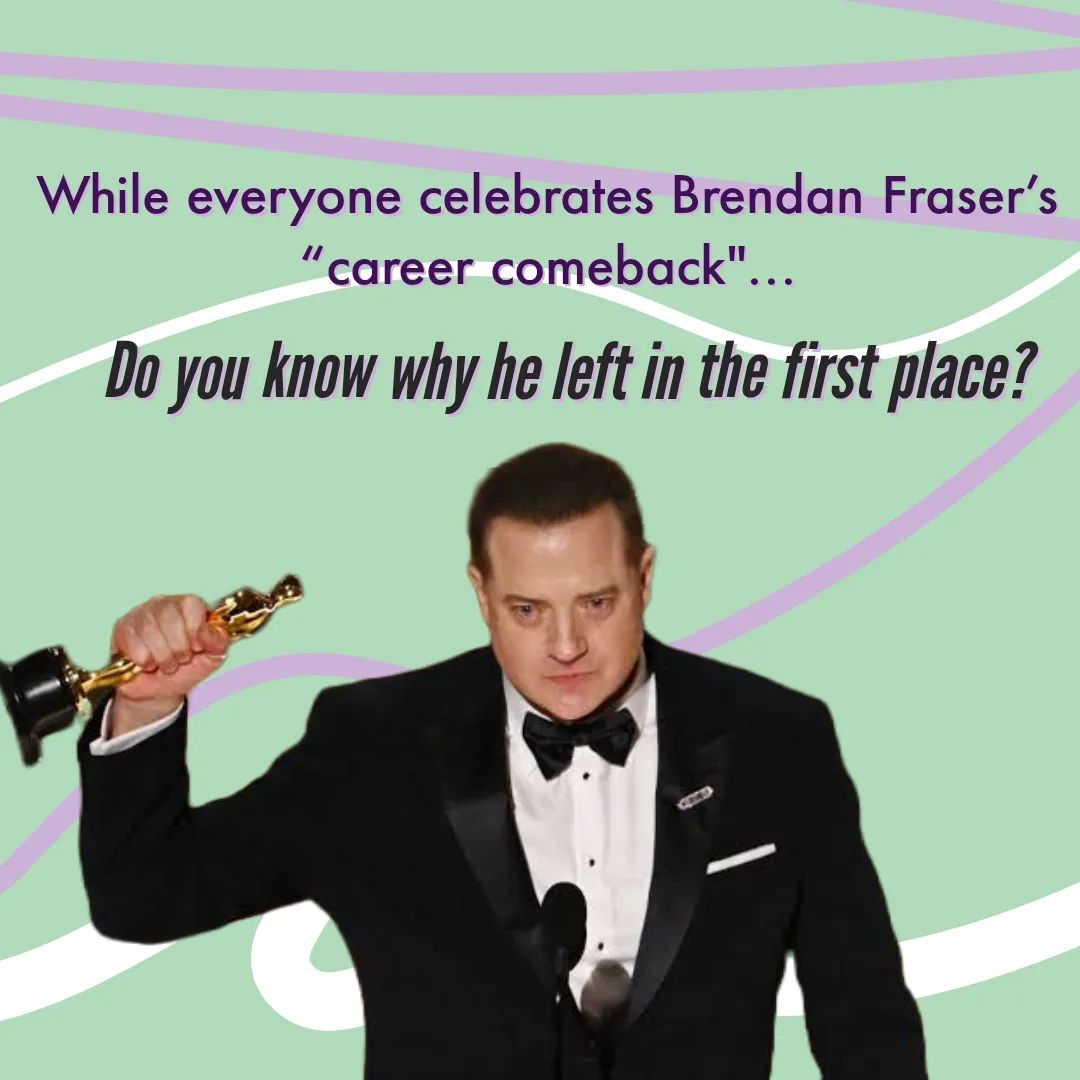 While everyone celebrates Brendan Fraser’s
“career comeback"...
Do you know why he left in the first place?